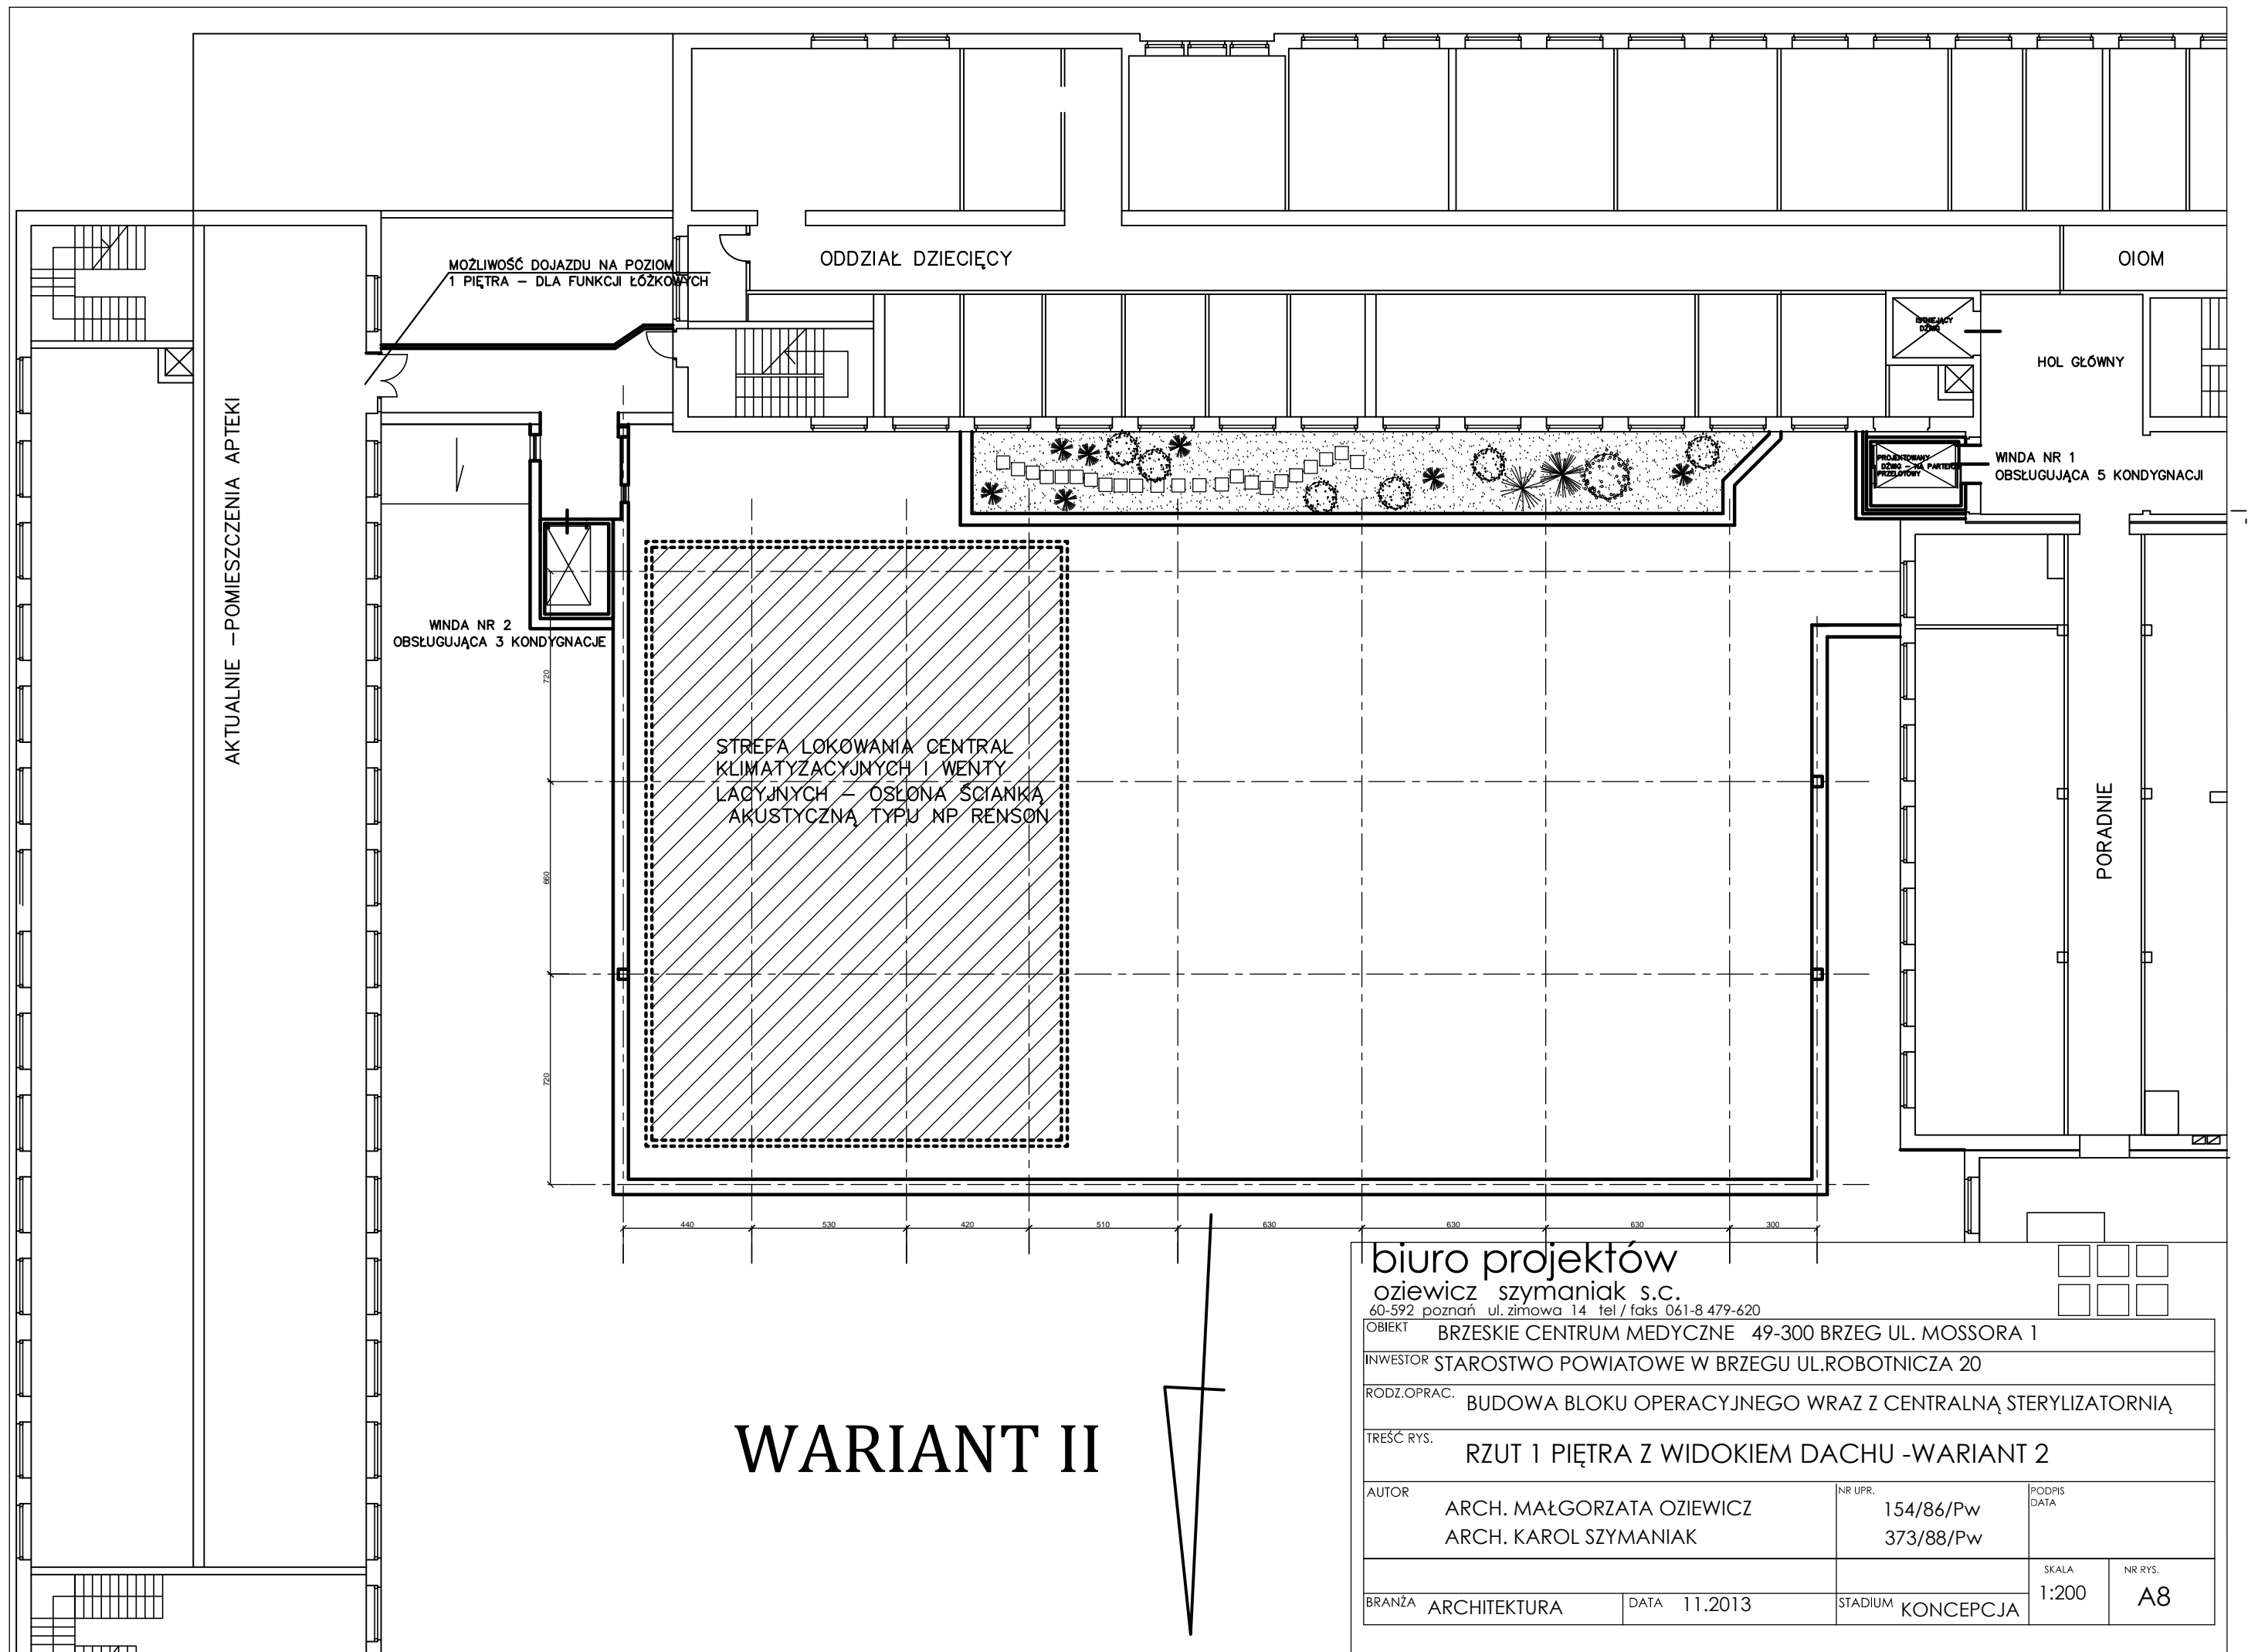 ODDZIAŁ DZIECIĘCY
OIOM
MOŻLIWOŚĆ DOJAZDU NA POZIOM
1 PIĘTRA – DLA FUNKCJI ŁÓŻKOWYCH
ISTNIEJĄCY
DŹWIG
HOL GŁÓWNY
AKTUALNIE –POMIESZCZENIA APTEKI
PROJEKTOWANY
DŹWIG – NA PARTERZE
PRZELOTOWY
WINDA NR 1
OBSŁUGUJĄCA 5 KONDYGNACJI
WINDA NR 2
OBSŁUGUJĄCA 3 KONDYGNACJE
720
660
720
STREFA LOKOWANIA CENTRAL
KLIMATYZACYJNYCH I WENTY
LACYJNYCH – OSŁONA ŚCIANKĄ
AKUSTYCZNĄ TYPU NP RENSON
PORADNIE
440 530 420 510 630 630 630 300
WARIANT II
biuro projektów
oziewicz szymaniak s.c.
60-592 poznań ul. zimowa 14 tel / faks 061-8 479-620
OBIEKT BRZESKIE CENTRUM MEDYCZNE 49-300 BRZEG UL. MOSSORA 1
INWESTOR STAROSTWO POWIATOWE W BRZEGU UL.ROBOTNICZA 20
RODZ.OPRAC. BUDOWA BLOKU OPERACYJNEGO WRAZ Z CENTRALNĄ STERYLIZATORNIĄ
TREŚĆ RYS. RZUT 1 PIĘTRA Z WIDOKIEM DACHU -WARIANT 2
AUTOR ARCH. MAŁGORZATA OZIEWICZ
ARCH. KAROL SZYMANIAK
NR UPR.
154/86/Pw
373/88/Pw
PODPIS
DATA
SKALA
1:200
NR RYS.
A8
BRANŻA ARCHITEKTURA
DATA 11.2013
STADIUM KONCEPCJA